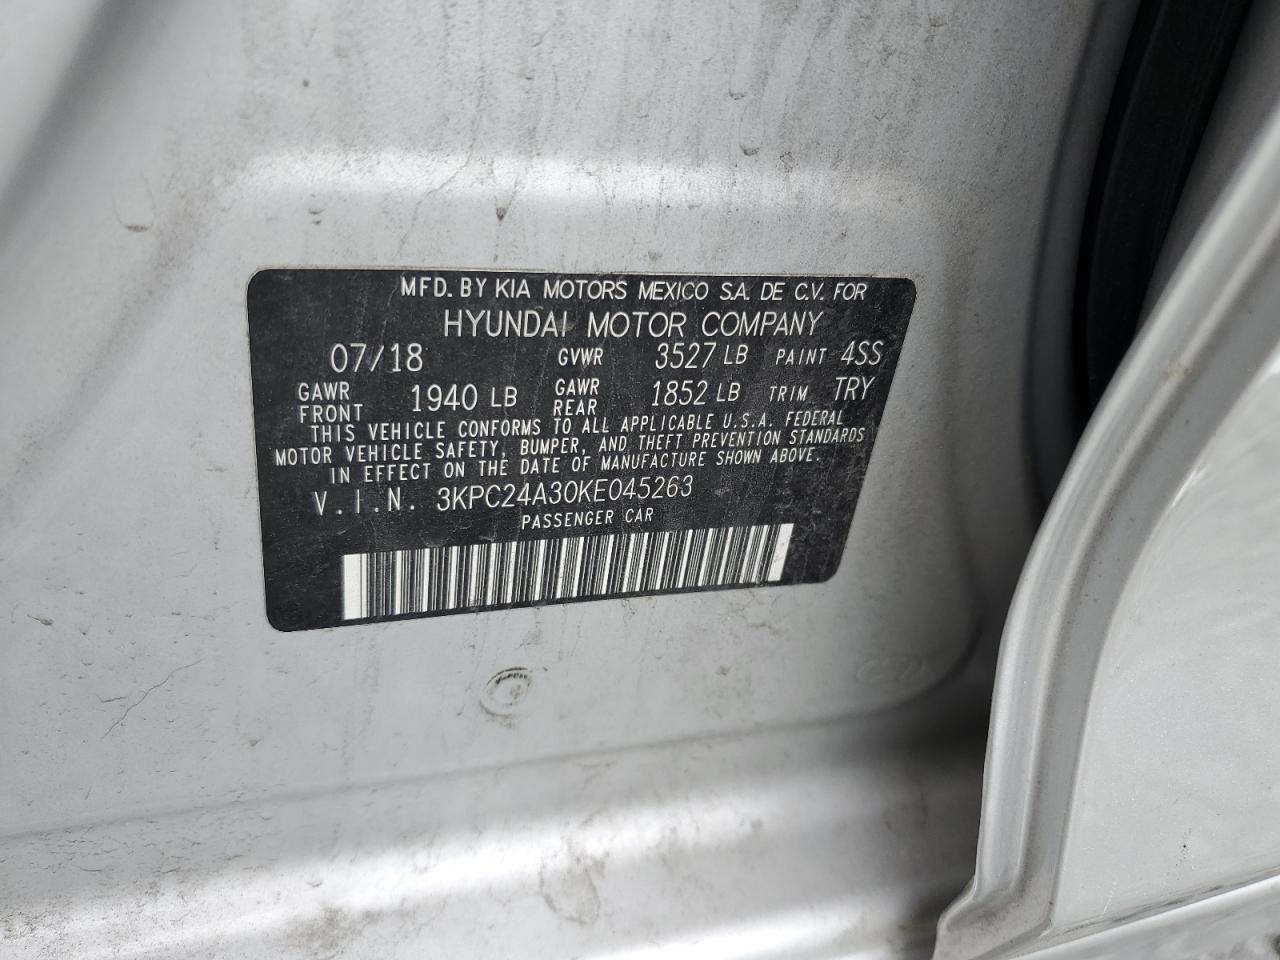 MFD. BY KIA MOTORS MEXICO S.A. DE C.V. FOR
HYUNDAI MOTOR COMPANY
07/18 GVWR 3527 LB PAINT 4SS
GAWR FRONT 1940 LB GAWR REAR 1852 LB TRIM TRY
THIS VEHICLE CONFORMS TO ALL APPLICABLE U.S.A. FEDERAL
MOTOR VEHICLE SAFETY, BUMPER, AND THEFT PREVENTION STANDARDS
IN EFFECT ON THE DATE OF MANUFACTURE SHOWN ABOVE.
V.I.N. 3KPC24A30KE045263
PASSENGER CAR